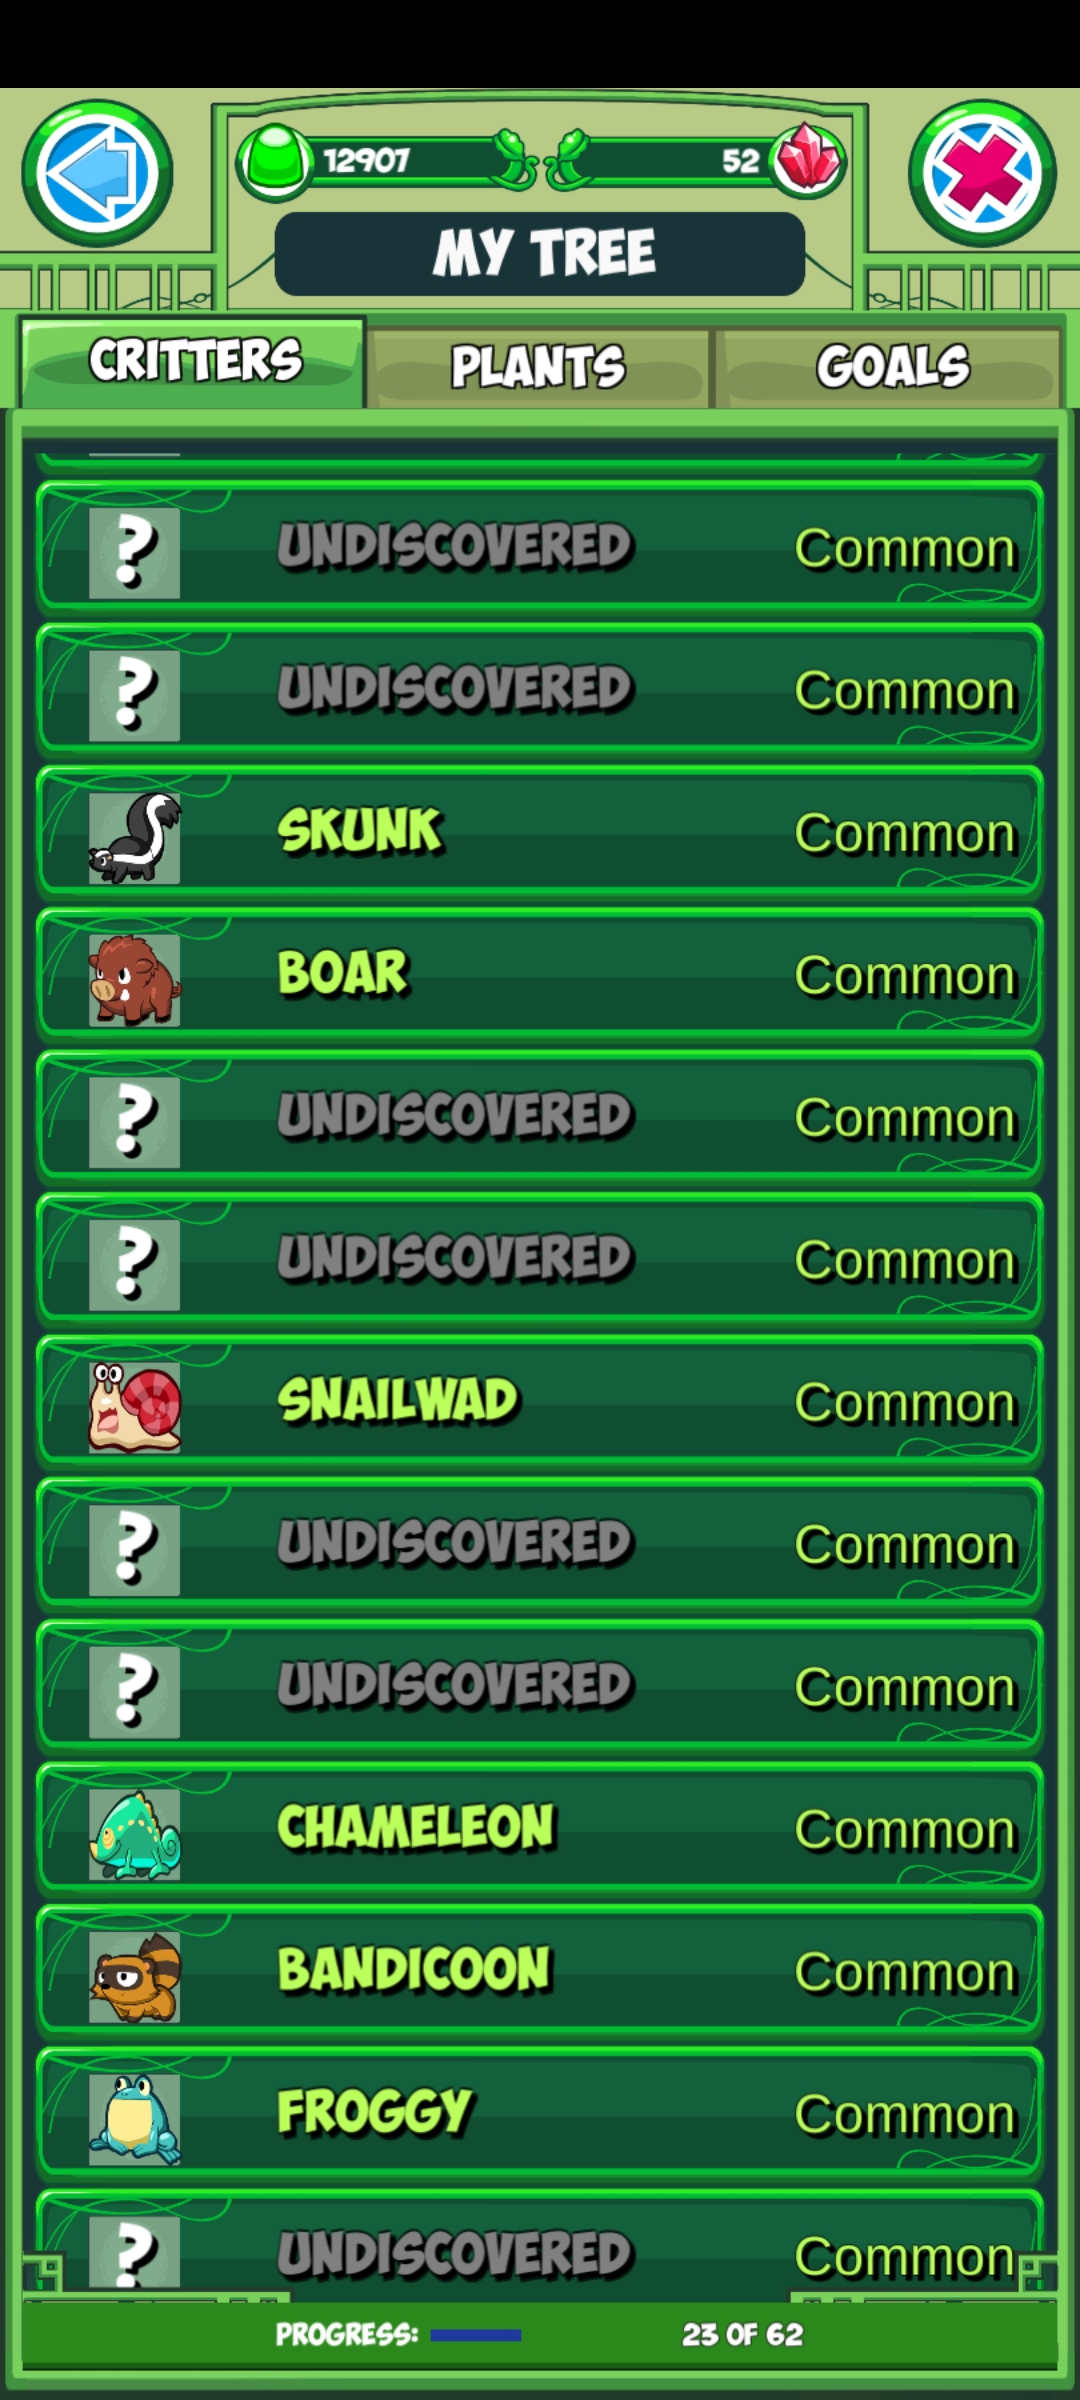 12907
52
MY TREE
CRITTERS
PLANTS
GOALS
? UNDISCOVERED Common
? UNDISCOVERED Common
SKUNK Common
BOAR Common
? UNDISCOVERED Common
? UNDISCOVERED Common
SNAILWAD Common
? UNDISCOVERED Common
? UNDISCOVERED Common
CHAMELEON Common
BANDICOON Common
FROGGY Common
? UNDISCOVERED Common
PROGRESS: 23 OF 62